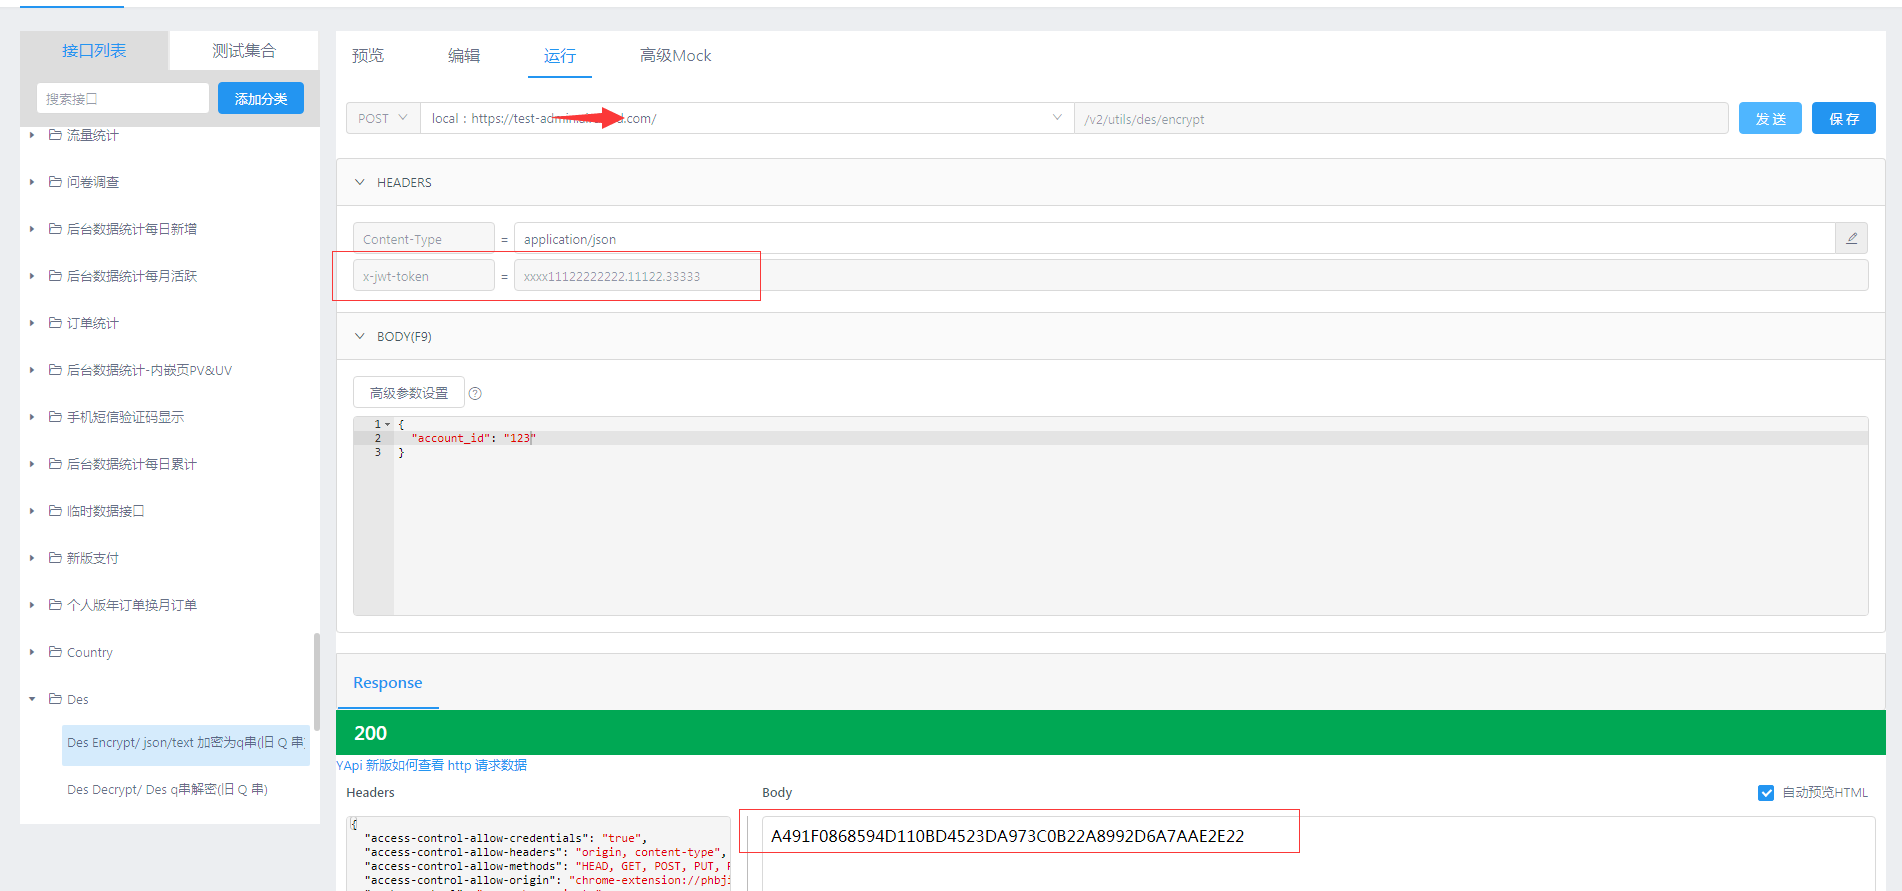 接口列表
测试集合
搜索接口
添加分类
流量统计
问卷调查
后台数据统计每日新增
后台数据统计每月活跃
订单统计
后台数据统计-内嵌页PV&UV
手机短信验证码显示
后台数据统计每日累计
临时数据接口
新版支付
个人版年订单换月订单
Country
Des
Des Encrypt/ json/text 加密为q串(旧 Q 串)
Des Decrypt/ Des q串解密(旧 Q 串)
预览
编辑
运行
高级Mock
POST
local：https://test-admin .com/
/v2/utils/des/encrypt
发 送
保 存
HEADERS
Content-Type = application/json
x-jwt-token = xxxx11122222222.11122.33333
BODY(F9)
高级参数设置
1 {
2 "account_id": "123"
3 }
Response
200
YApi 新版如何查看 http 请求数据
Headers
Body
自动预览HTML
{
"access-control-allow-credentials": "true",
"access-control-allow-headers": "origin, content-type",
"access-control-allow-methods": "HEAD, GET, POST, PUT,
"access-control-allow-origin": "chrome-extension://phbji
A491F0868594D110BD4523DA973C0B22A8992D6A7AAE2E22